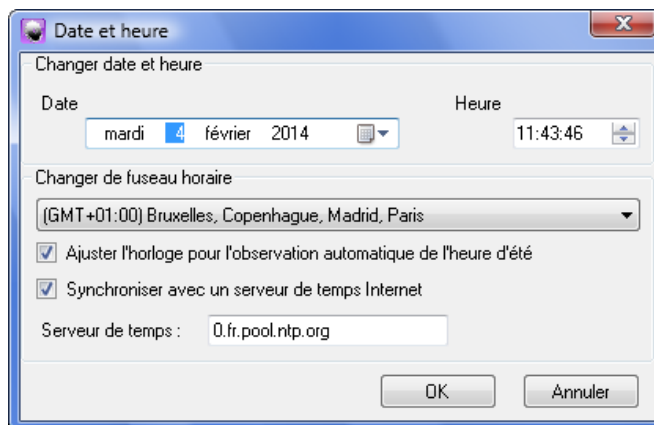 Date et heure
Changer date et heure
Date
Heure
mardi 4 février 2014
11:43:46
Changer de fuseau horaire
(GMT+01:00) Bruxelles, Copenhague, Madrid, Paris
Ajuster l'horloge pour l'observation automatique de l'heure d'été
Synchroniser avec un serveur de temps Internet
Serveur de temps : 0.fr.pool.ntp.org
OK
Annuler